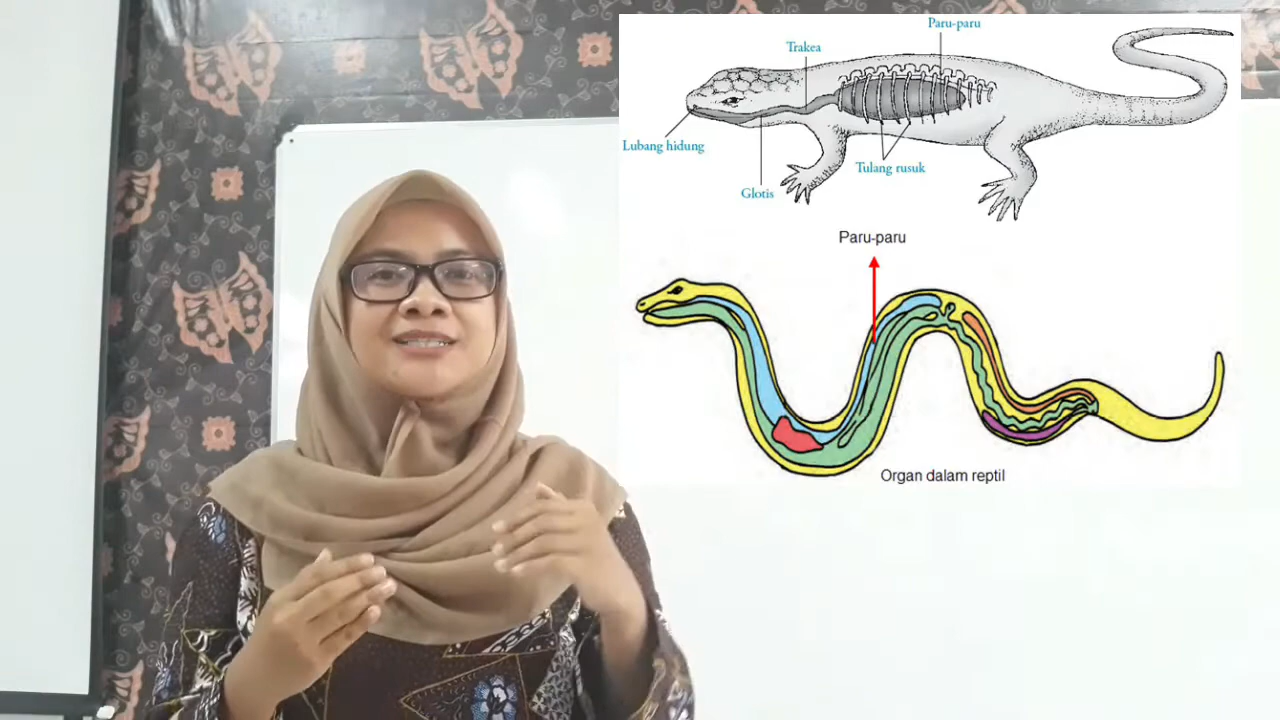 Paru-paru
Trakea
Lubang hidung
Tulang rusuk
Glotis
Paru-paru
Organ dalam reptil